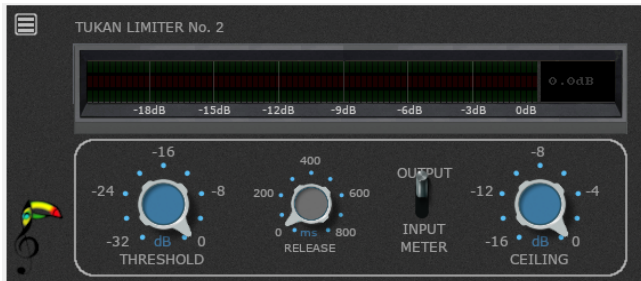 TUKAN LIMITER No. 2
0.0dB
-18dB -15dB -12dB -9dB -6dB -3dB 0dB
-16
-24 -8
-32 dB 0
THRESHOLD
400
200 600
0 ms 800
RELEASE
OUTPUT
INPUT
METER
-8
-12 -4
-16 dB 0
CEILING